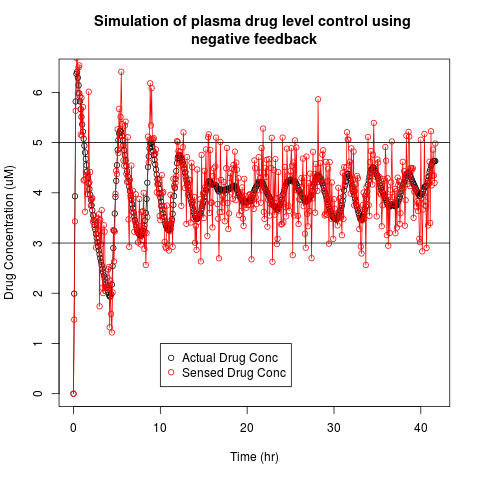 Simulation of plasma drug level control using
negative feedback
Drug Concentration (uM)
6
5
4
3
2
1
0
Actual Drug Conc
Sensed Drug Conc
0 10 20 30 40
Time (hr)